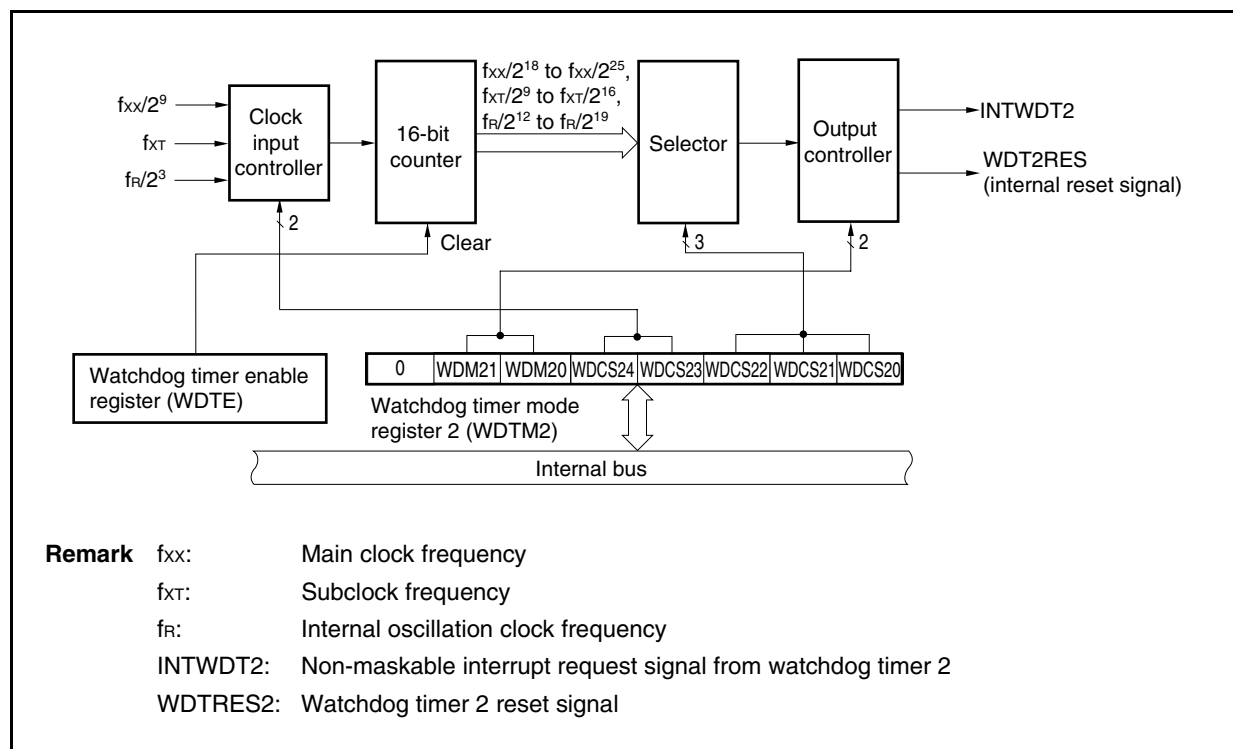 fxx/2^18 to fxx/2^25,
fxT/2^9 to fxT/2^16,
fR/2^12 to fR/2^19
fxx/2^9
fxT
fR/2^3
Clock
input
controller
16-bit
counter
Selector
Output
controller
INTWDT2
WDT2RES
(internal reset signal)
2
Clear
3
2
Watchdog timer enable
register (WDTE)
0 WDM21 WDM20 WDCS24 WDCS23 WDCS22 WDCS21 WDCS20
Watchdog timer mode
register 2 (WDTM2)
Internal bus
Remark fxx: Main clock frequency
fxT: Subclock frequency
fR: Internal oscillation clock frequency
INTWDT2: Non-maskable interrupt request signal from watchdog timer 2
WDTRES2: Watchdog timer 2 reset signal